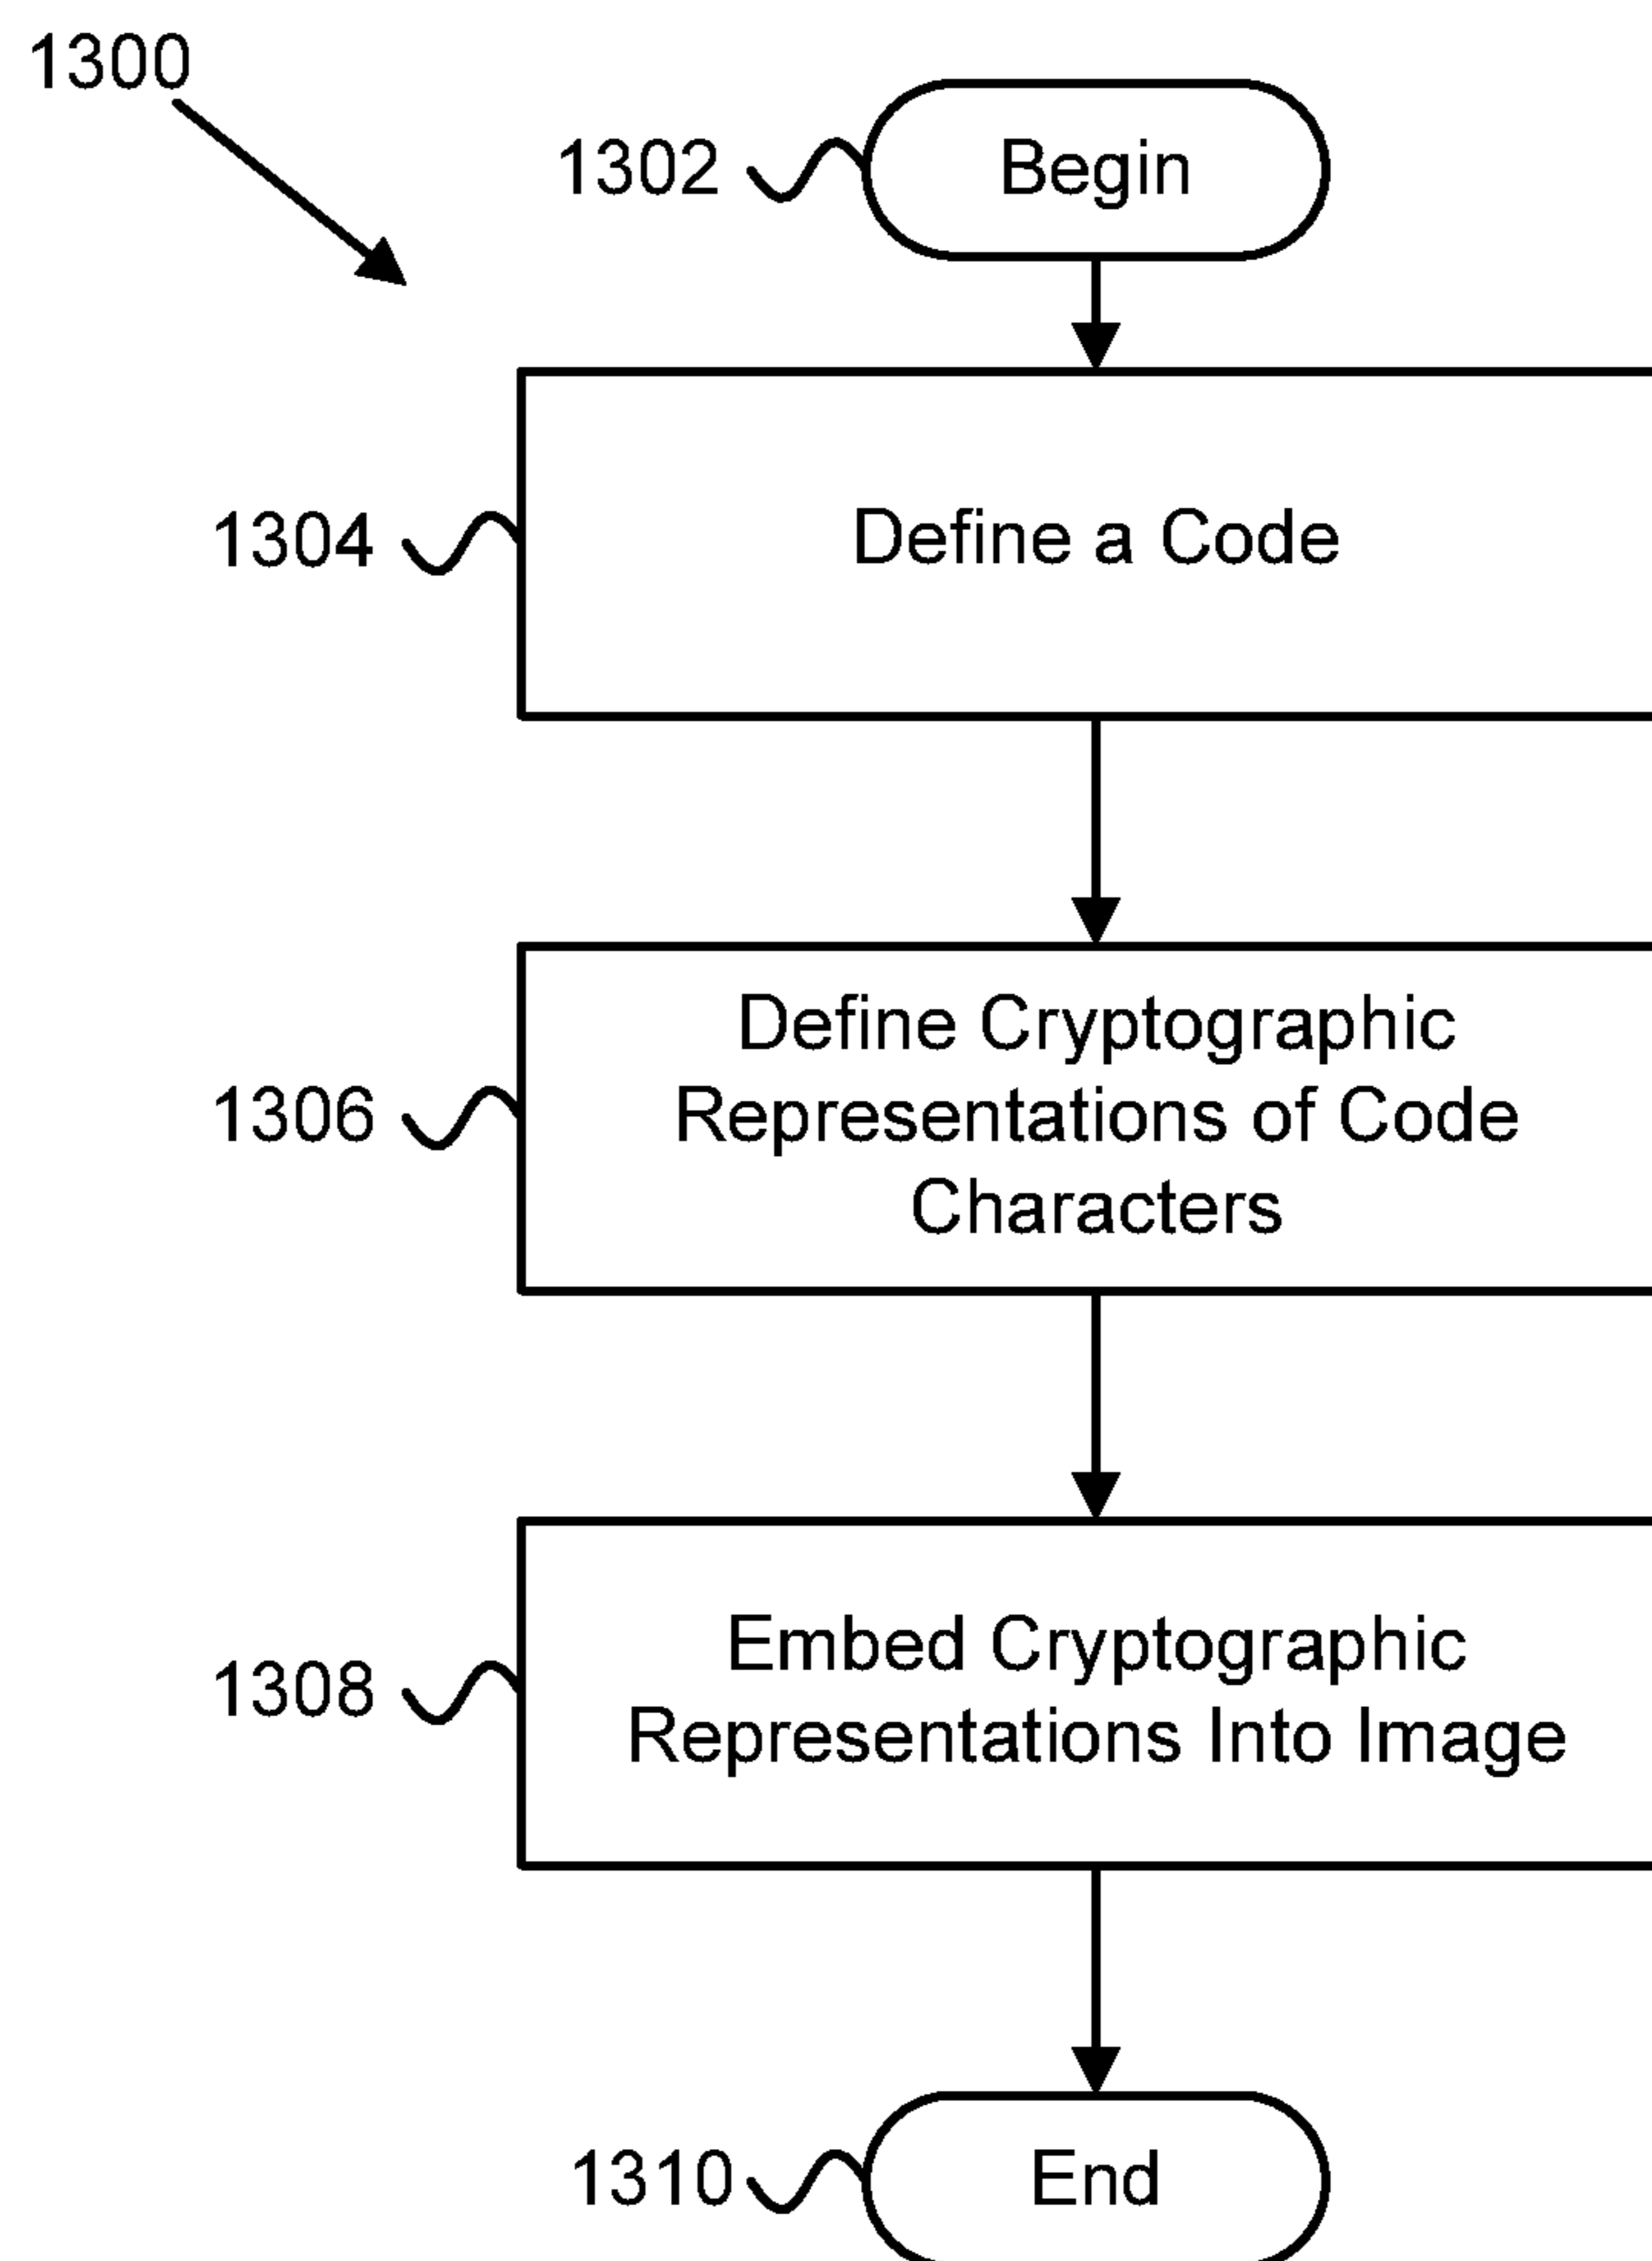 1300
1302
Begin
1304
Define a Code
Define Cryptographic
1306
Representations of Code
Characters
Embed Cryptographic
1308
Representations Into Image
1310
End